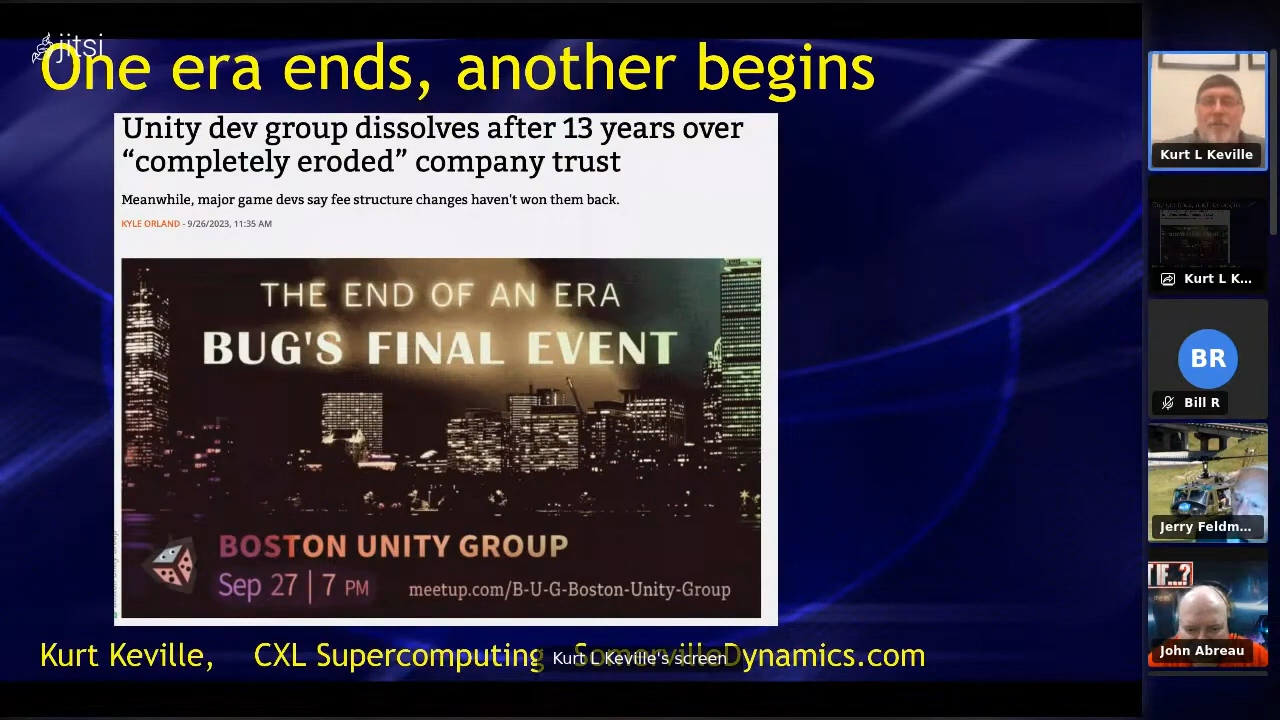 jitsi
One era ends, another begins
Unity dev group dissolves after 13 years over
“completely eroded” company trust
Meanwhile, major game devs say fee structure changes haven't won them back.
KYLE ORLAND - 9/26/2023, 11:35 AM
THE END OF AN ERA
BUG'S FINAL EVENT
BOSTON UNITY GROUP
Sep 27 | 7 PM
meetup.com/B-U-G-Boston-Unity-Group
Kurt Keville, CXL Supercomputing SomervilleDynamics.com
Kurt L Keville's screen
Kurt L Keville
Kurt L K...
BR
Bill R
Jerry Feldm...
IF..?
John Abreau